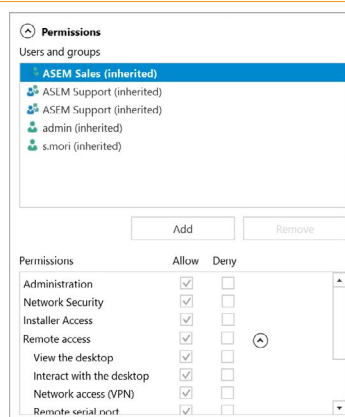 Permissions
Users and groups
ASEM Sales (inherited)
ASEM Support (inherited)
ASEM Support (inherited)
admin (inherited)
s.mori (inherited)
Add Remove
Permissions Allow Deny
Administration
Network Security
Installer Access
Remote access
View the desktop
Interact with the desktop
Network access (VPN)
Remote serial port